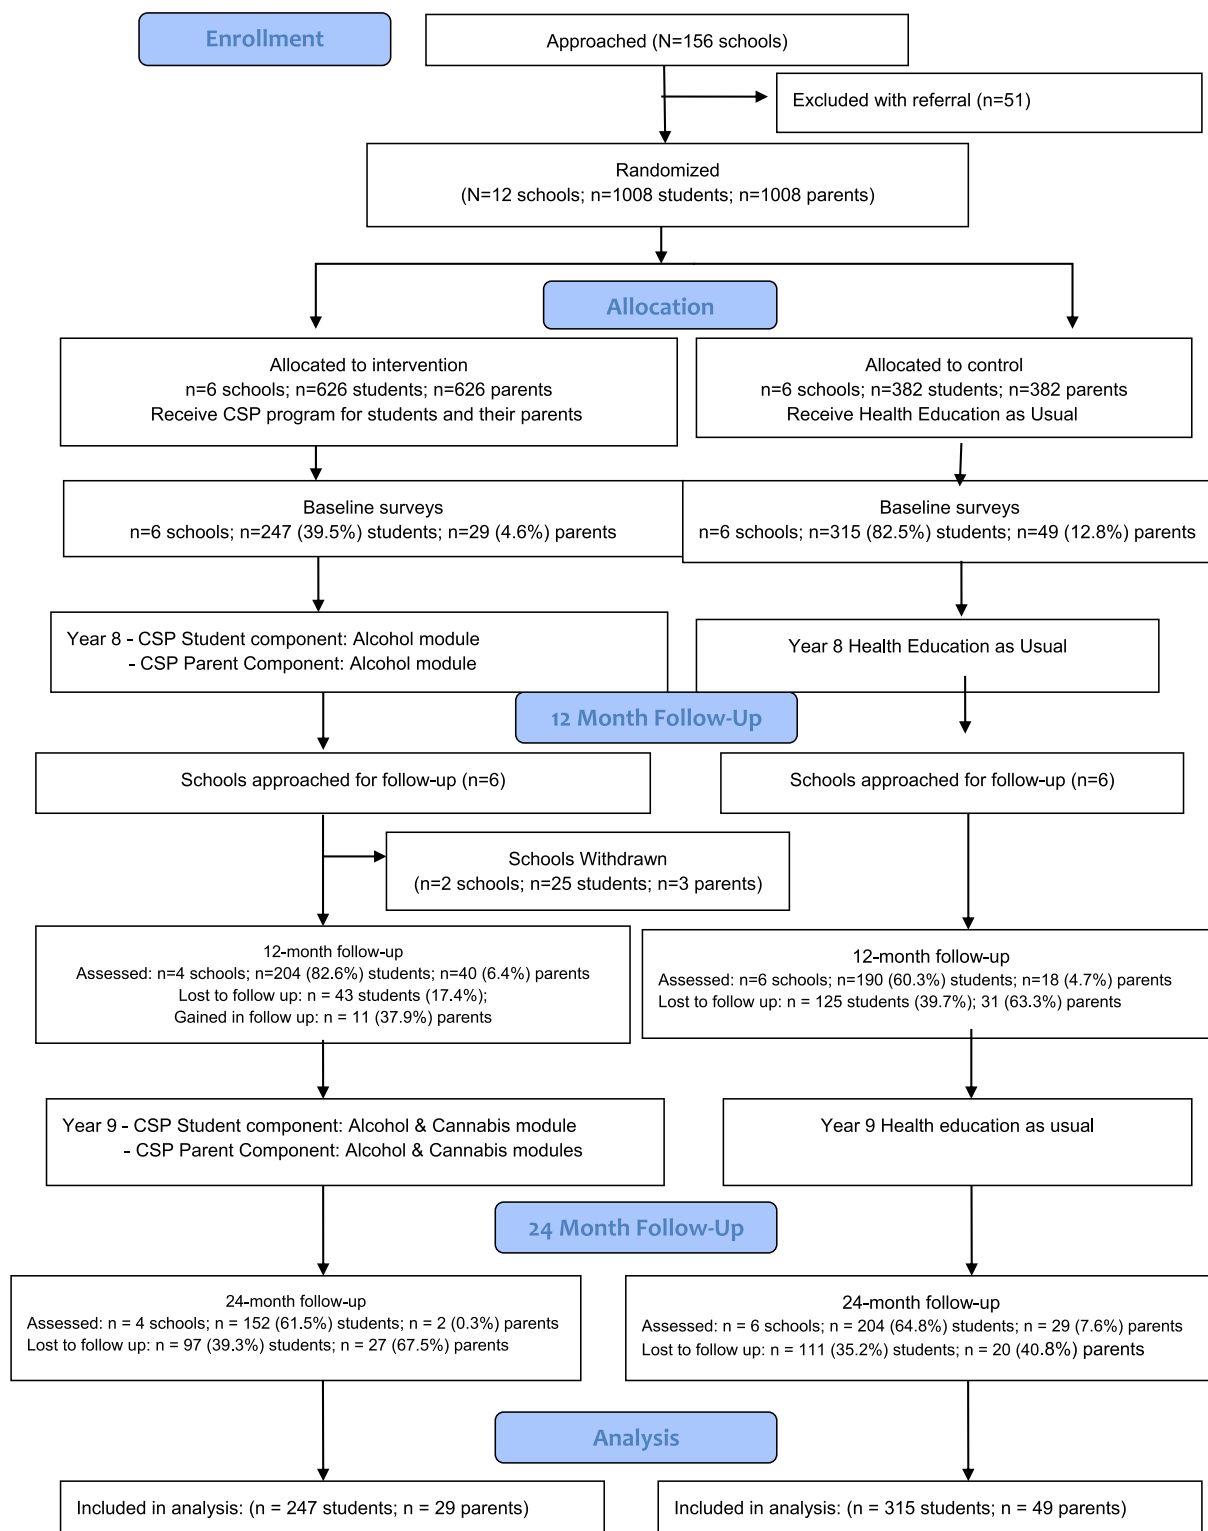 Enrollment
Approached (N=156 schools)
Excluded with referral (n=51)
Randomized
(N=12 schools; n=1008 students; n=1008 parents)
Allocation
Allocated to intervention
n=6 schools; n=626 students; n=626 parents
Receive CSP program for students and their parents
Allocated to control
n=6 schools; n=382 students; n=382 parents
Receive Health Education as Usual
Baseline surveys
n=6 schools; n=247 (39.5%) students; n=29 (4.6%) parents
Baseline surveys
n=6 schools; n=315 (82.5%) students; n=49 (12.8%) parents
Year 8 - CSP Student component: Alcohol module
- CSP Parent Component: Alcohol module
Year 8 Health Education as Usual
12 Month Follow-Up
Schools approached for follow-up (n=6)
Schools approached for follow-up (n=6)
Schools Withdrawn
(n=2 schools; n=25 students; n=3 parents)
12-month follow-up
Assessed: n=4 schools; n=204 (82.6%) students; n=40 (6.4%) parents
Lost to follow up: n = 43 students (17.4%);
Gained in follow up: n = 11 (37.9%) parents
12-month follow-up
Assessed: n=6 schools; n=190 (60.3%) students; n=18 (4.7%) parents
Lost to follow up: n = 125 students (39.7%); 31 (63.3%) parents
Year 9 - CSP Student component: Alcohol & Cannabis module
- CSP Parent Component: Alcohol & Cannabis modules
Year 9 Health education as usual
24 Month Follow-Up
24-month follow-up
Assessed: n = 4 schools; n = 152 (61.5%) students; n = 2 (0.3%) parents
Lost to follow up: n = 97 (39.3%) students; n = 27 (67.5%) parents
24-month follow-up
Assessed: n = 6 schools; n = 204 (64.8%) students; n = 29 (7.6%) parents
Lost to follow up: n = 111 (35.2%) students; n = 20 (40.8%) parents
Analysis
Included in analysis: (n = 247 students; n = 29 parents)
Included in analysis: (n = 315 students; n = 49 parents)